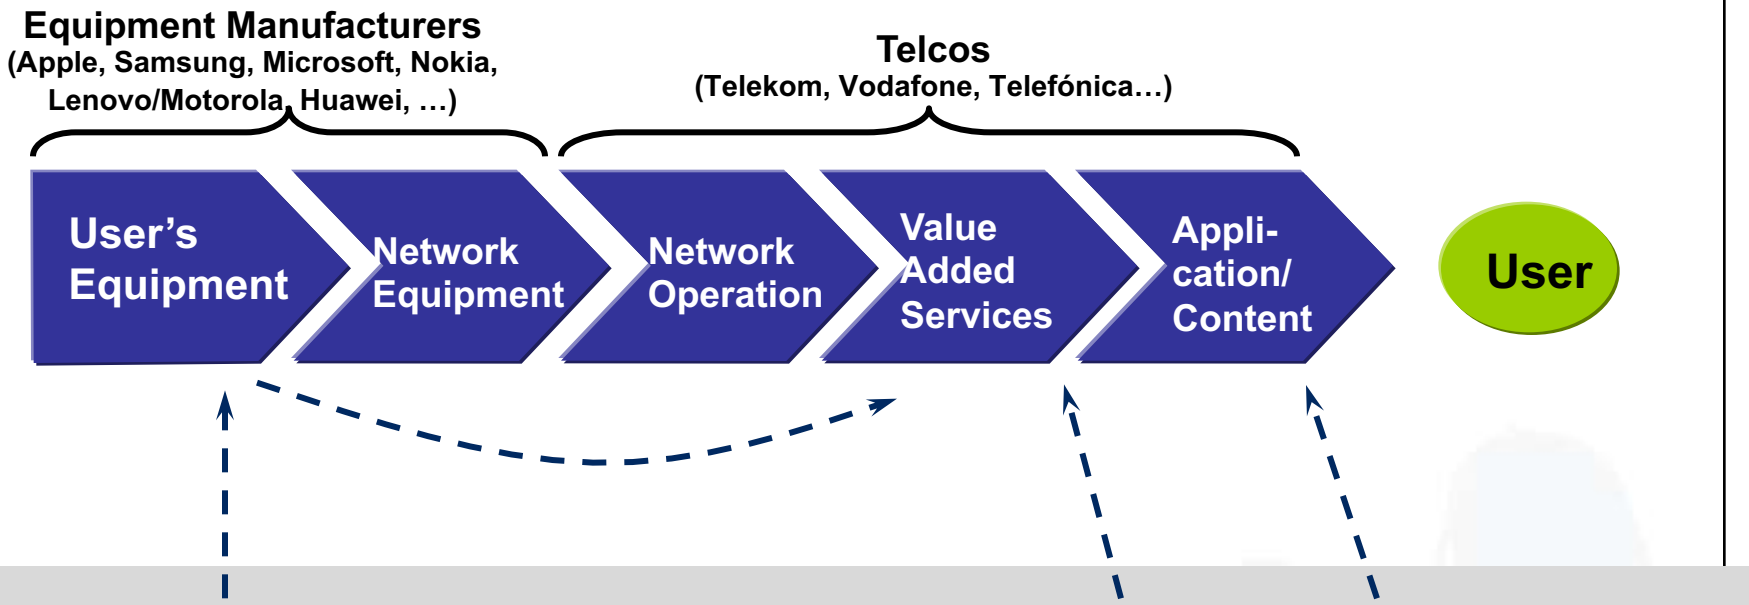 Equipment Manufacturers
(Apple, Samsung, Microsoft, Nokia,
Lenovo/Motorola, Huawei, …)
Telcos
(Telekom, Vodafone, Telefónica…)
User’s
Equipment
Network
Equipment
Network
Operation
Value
Added
Services
Appli-
cation/
Content
User